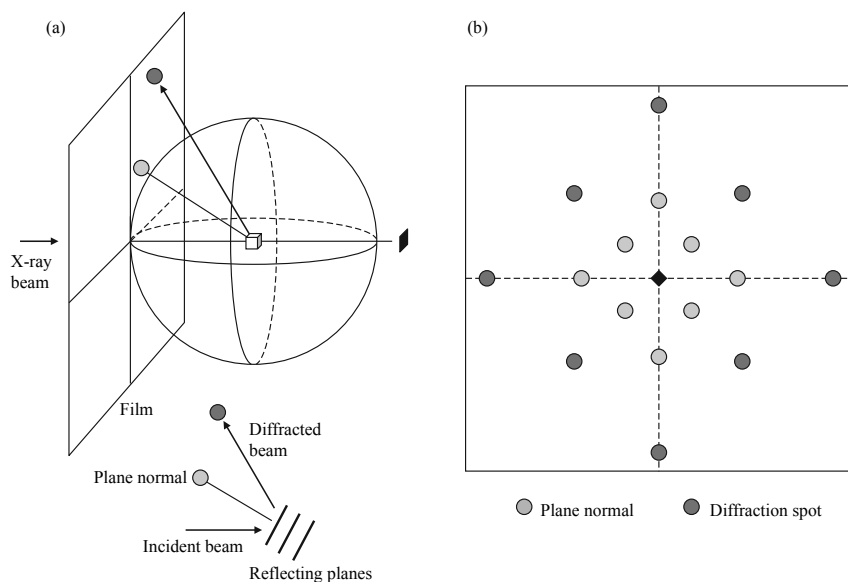 (a)
X-ray
beam
Film
Diffracted
beam
Plane normal
Incident beam
Reflecting planes
(b)
Plane normal
Diffraction spot